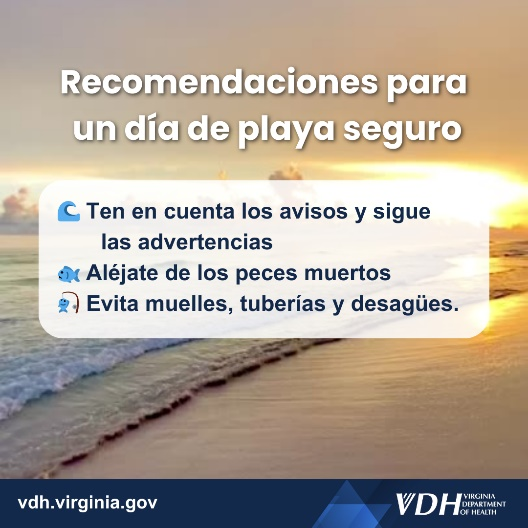 Recomendaciones para
un día de playa seguro
Ten en cuenta los avisos y sigue
las advertencias
Aléjate de los peces muertos
Evita muelles, tuberías y desagües.
vdh.virginia.gov
VDH VIRGINIA
DEPARTMENT
OF HEALTH